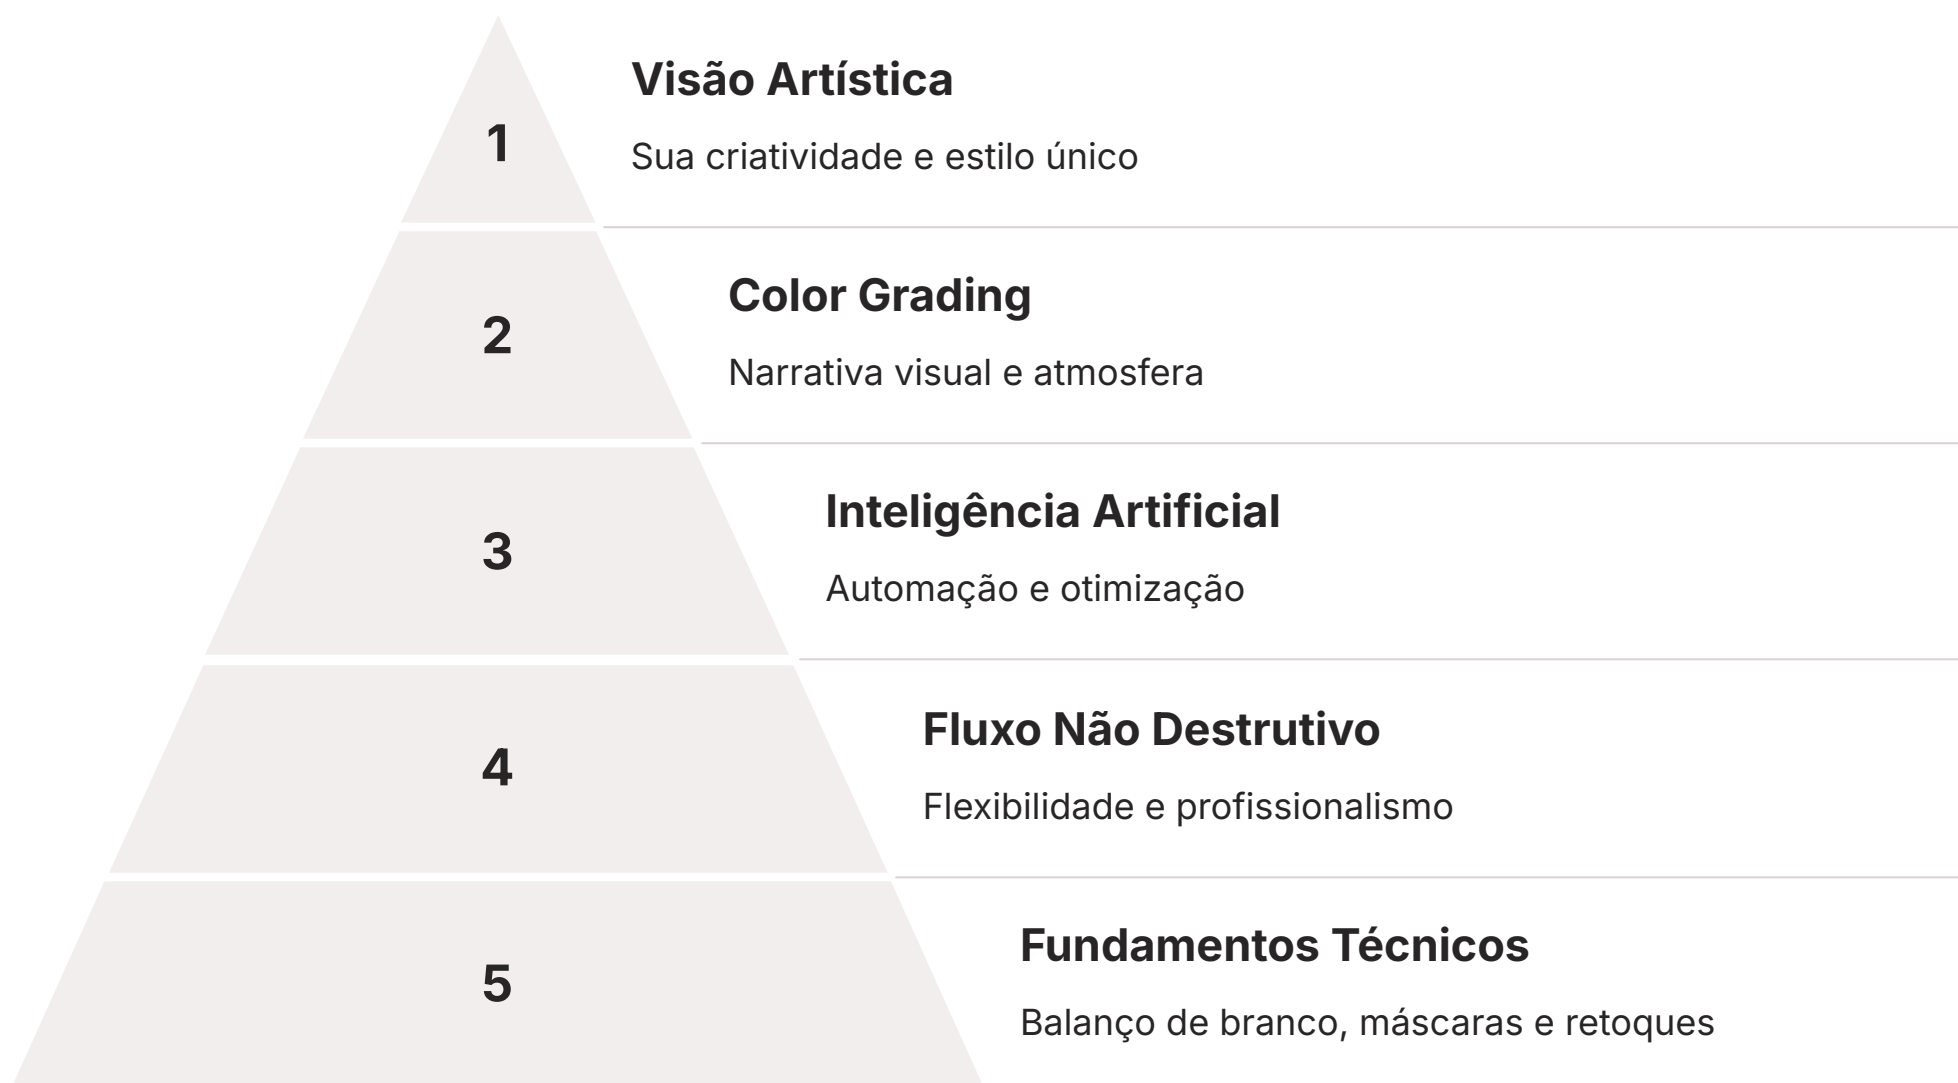 1
Visão Artística
Sua criatividade e estilo único
2
Color Grading
Narrativa visual e atmosfera
3
Inteligência Artificial
Automação e otimização
4
Fluxo Não Destrutivo
Flexibilidade e profissionalismo
5
Fundamentos Técnicos
Balanço de branco, máscaras e retoques